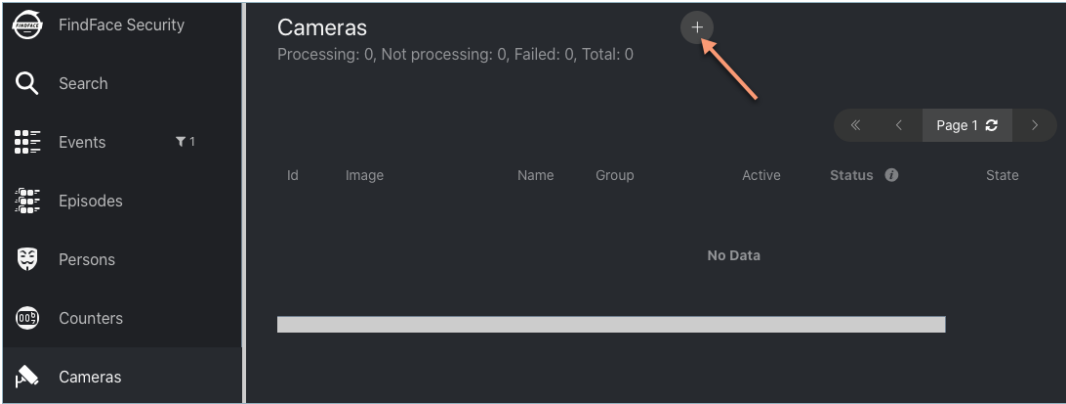 FindFace Security
Search
Events 1
Episodes
Persons
Counters
Cameras
Cameras
Processing: 0, Not processing: 0, Failed: 0, Total: 0
Page 1
Id Image Name Group Active Status State
No Data